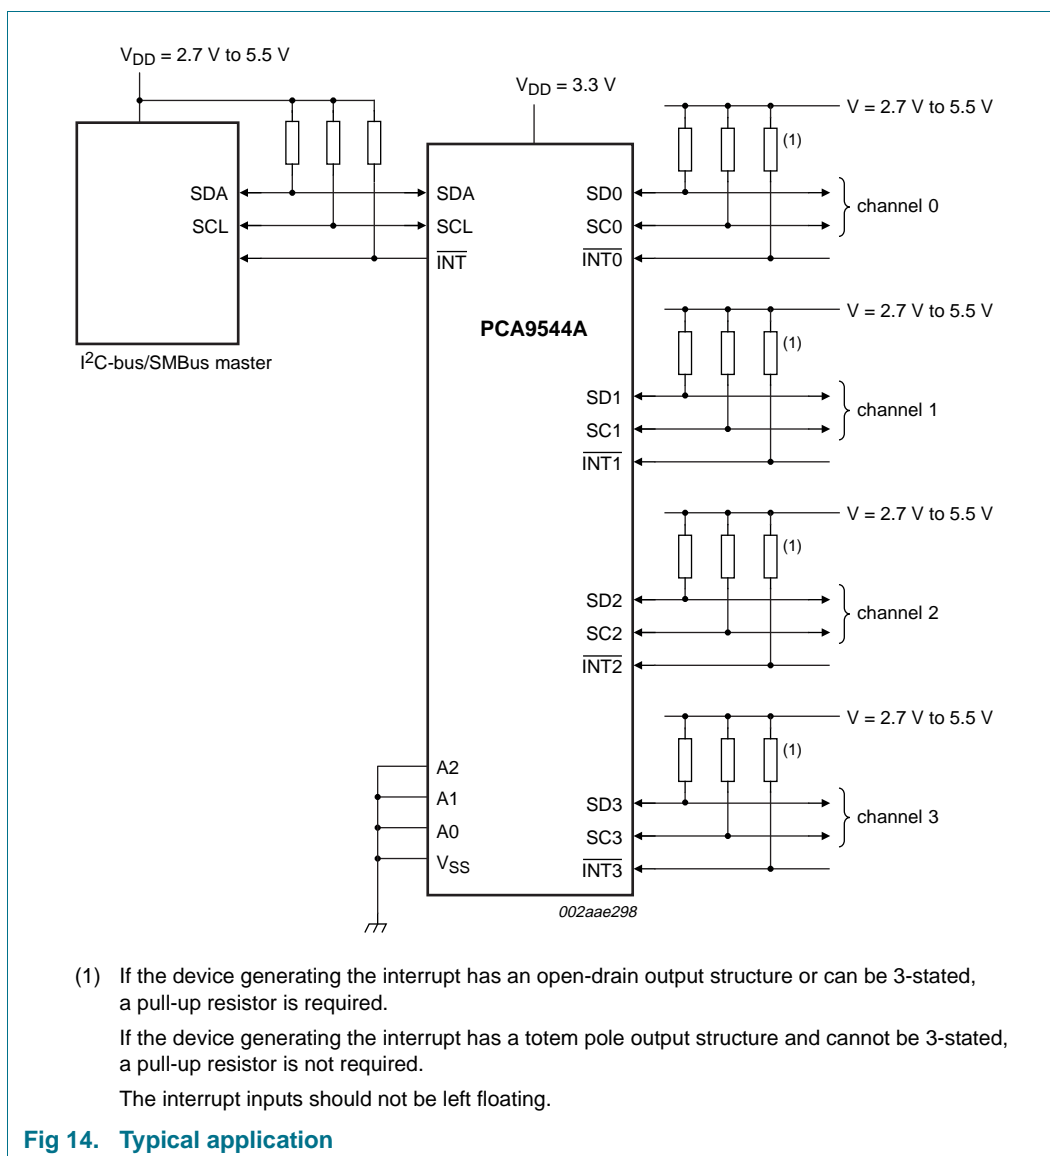 V_DD = 2.7 V to 5.5 V
V_DD = 3.3 V
V = 2.7 V to 5.5 V
(1)
SDA
SCL
SDA
SCL
INT
SD0
SC0
INT0
channel 0
PCA9544A
I²C-bus/SMBus master
V = 2.7 V to 5.5 V
(1)
SD1
SC1
INT1
channel 1
V = 2.7 V to 5.5 V
(1)
SD2
SC2
INT2
channel 2
V = 2.7 V to 5.5 V
(1)
SD3
SC3
INT3
channel 3
A2
A1
A0
V_SS
002aae298
(1) If the device generating the interrupt has an open-drain output structure or can be 3-stated,
a pull-up resistor is required.
If the device generating the interrupt has a totem pole output structure and cannot be 3-stated,
a pull-up resistor is not required.
The interrupt inputs should not be left floating.
Fig 14. Typical application